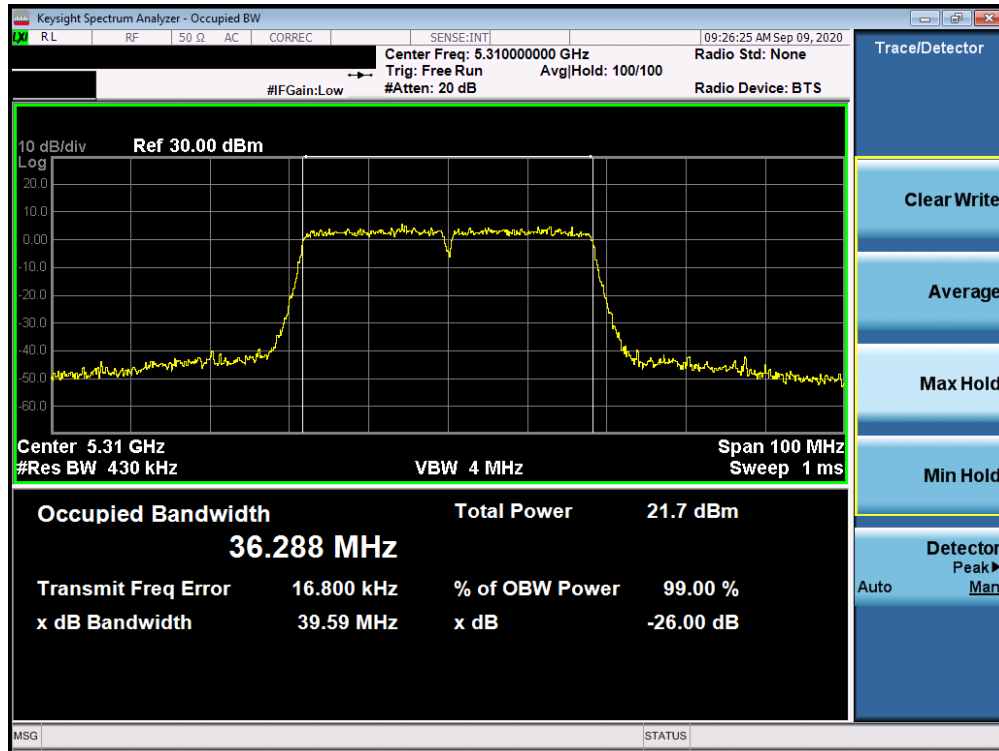 Keysight Spectrum Analyzer - Occupied BW
LXI RL RF 50 Ω AC CORREC SENSE:INT 09:26:25 AM Sep 09, 2020
Center Freq: 5.310000000 GHz Radio Std: None
Trig: Free Run Avg|Hold: 100/100
#IFGain:Low #Atten: 20 dB Radio Device: BTS
10 dB/div Ref 30.00 dBm
Log
20.0
10.0
0.00
-10.0
-20.0
-30.0
-40.0
-50.0
-60.0
Center 5.31 GHz Span 100 MHz
#Res BW 430 kHz VBW 4 MHz Sweep 1 ms
Occupied Bandwidth Total Power 21.7 dBm
36.288 MHz
Transmit Freq Error 16.800 kHz % of OBW Power 99.00 %
x dB Bandwidth 39.59 MHz x dB -26.00 dB
MSG STATUS
Trace/Detector
Clear Write
Average
Max Hold
Min Hold
Detector
Peak▶
Auto Man